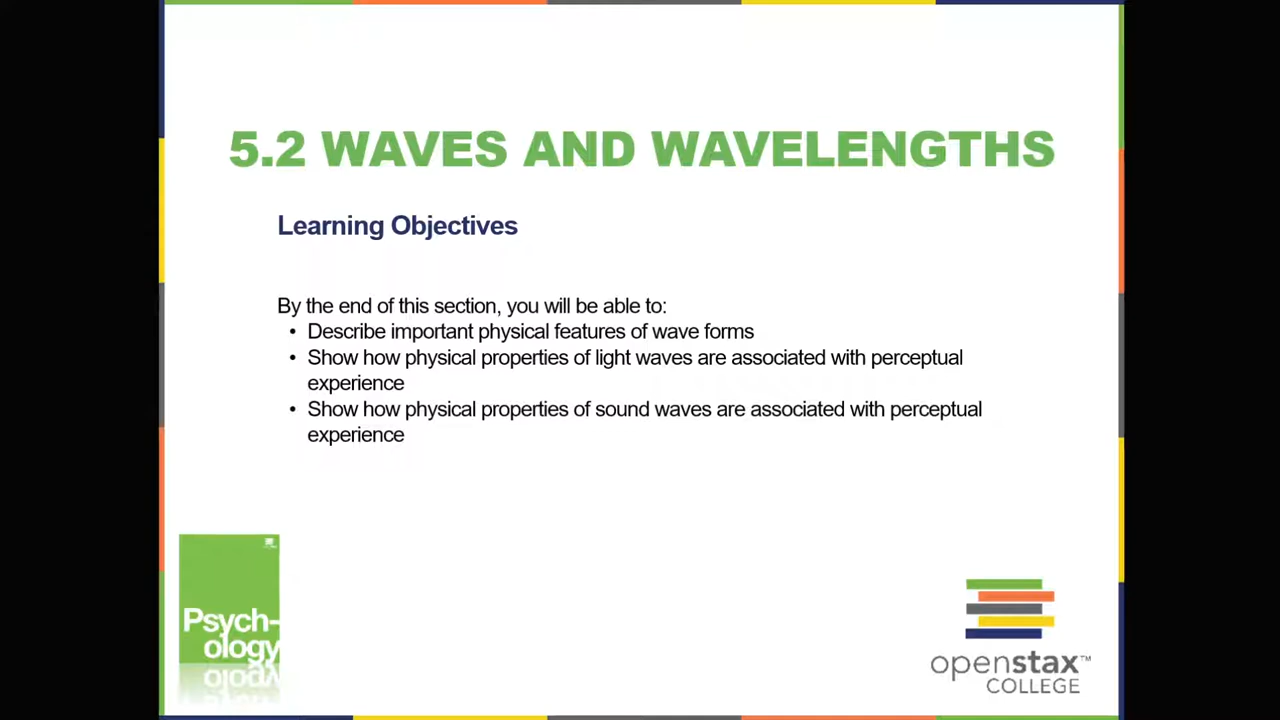 5.2 WAVES AND WAVELENGTHS
Learning Objectives
By the end of this section, you will be able to:
• Describe important physical features of wave forms
• Show how physical properties of light waves are associated with perceptual
experience
• Show how physical properties of sound waves are associated with perceptual
experience
Psych-
ology
openstax™
COLLEGE